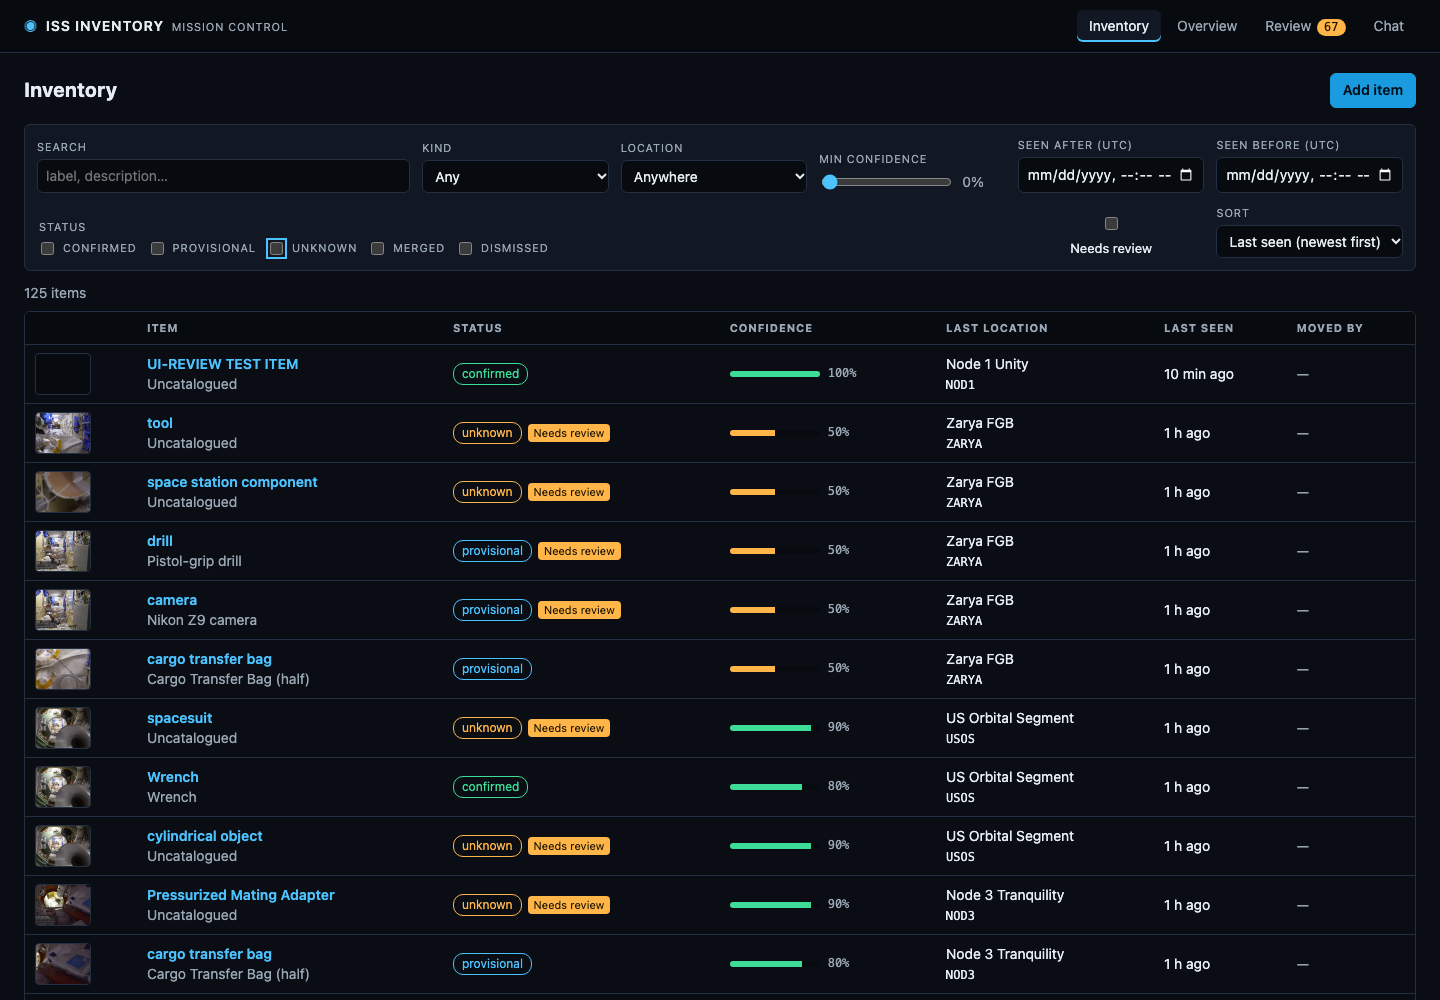 ISS INVENTORY MISSION CONTROL
Inventory Overview Review 67 Chat
Inventory
Add item
SEARCH KIND LOCATION MIN CONFIDENCE SEEN AFTER (UTC) SEEN BEFORE (UTC)
label, description... Any Anywhere 0% mm/dd/yyyy, --:-- -- mm/dd/yyyy, --:-- --
STATUS
CONFIRMED PROVISIONAL UNKNOWN MERGED DISMISSED
Needs review
SORT
Last seen (newest first)
125 items
ITEM STATUS CONFIDENCE LAST LOCATION LAST SEEN MOVED BY
UI-REVIEW TEST ITEM
Uncatalogued
confirmed 100%
Node 1 Unity
NOD1
10 min ago —
tool
Uncatalogued
unknown Needs review 50%
Zarya FGB
ZARYA
1 h ago —
space station component
Uncatalogued
unknown Needs review 50%
Zarya FGB
ZARYA
1 h ago —
drill
Pistol-grip drill
provisional Needs review 50%
Zarya FGB
ZARYA
1 h ago —
camera
Nikon Z9 camera
provisional Needs review 50%
Zarya FGB
ZARYA
1 h ago —
cargo transfer bag
Cargo Transfer Bag (half)
provisional 50%
Zarya FGB
ZARYA
1 h ago —
spacesuit
Uncatalogued
unknown Needs review 90%
US Orbital Segment
USOS
1 h ago —
Wrench
Wrench
confirmed 80%
US Orbital Segment
USOS
1 h ago —
cylindrical object
Uncatalogued
unknown Needs review 90%
US Orbital Segment
USOS
1 h ago —
Pressurized Mating Adapter
Uncatalogued
unknown Needs review 90%
Node 3 Tranquility
NOD3
1 h ago —
cargo transfer bag
Cargo Transfer Bag (half)
provisional 80%
Node 3 Tranquility
NOD3
1 h ago —